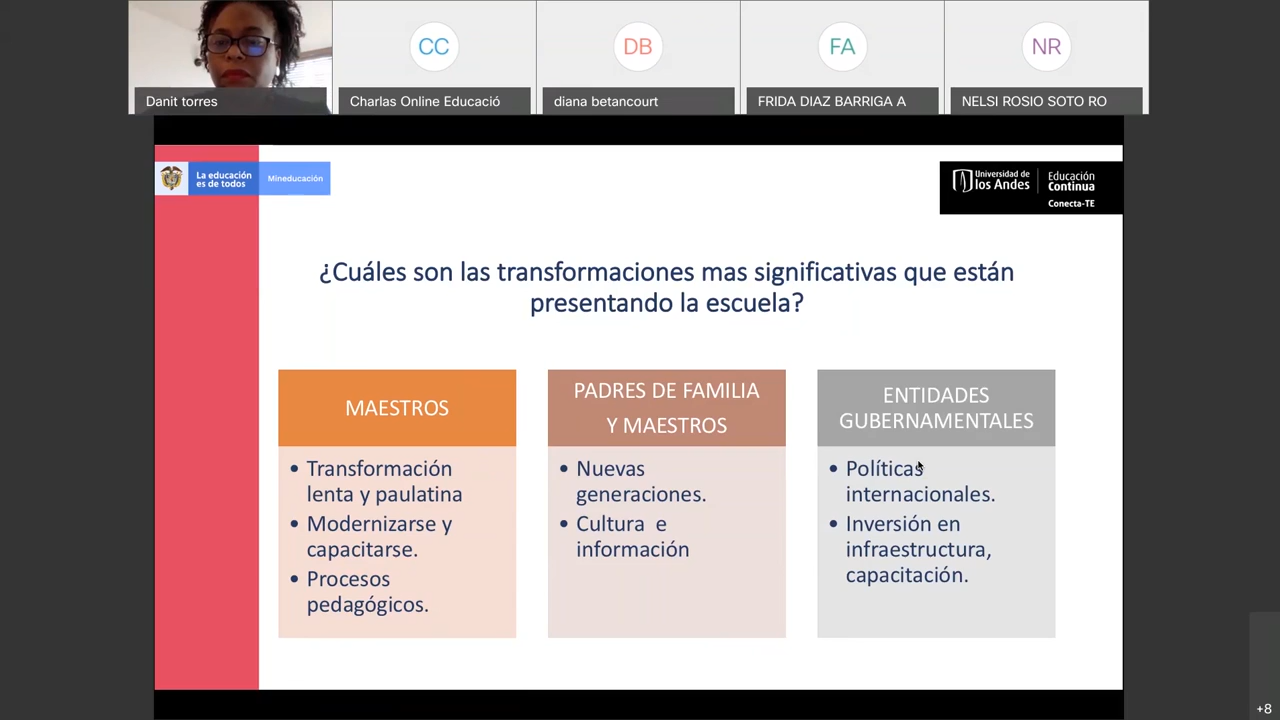 CC
DB
FA
NR
Danit torres
Charlas Online Educació
diana betancourt
FRIDA DIAZ BARRIGA A
NELSI ROSIO SOTO RO
La educación
es de todos
Mineducación
Universidad de
los Andes
Educación
Continua
Conecta-TE
¿Cuáles son las transformaciones mas significativas que están
presentando la escuela?
MAESTROS
• Transformación
lenta y paulatina
• Modernizarse y
capacitarse.
• Procesos
pedagógicos.
PADRES DE FAMILIA
Y MAESTROS
• Nuevas
generaciones.
• Cultura e
información
ENTIDADES
GUBERNAMENTALES
• Políticas
internacionales.
• Inversión en
infraestructura,
capacitación.
+8